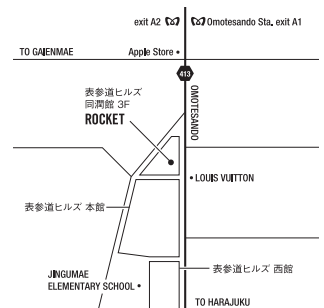 exit A2
Omotesando Sta. exit A1
TO GAIENMAE
Apple Store
413
OMOTESANDO
表参道ヒルズ
同潤館 3F
ROCKET
LOUIS VUITTON
表参道ヒルズ 本館
表参道ヒルズ 西館
JINGUMAE
ELEMENTARY SCHOOL
TO HARAJUKU